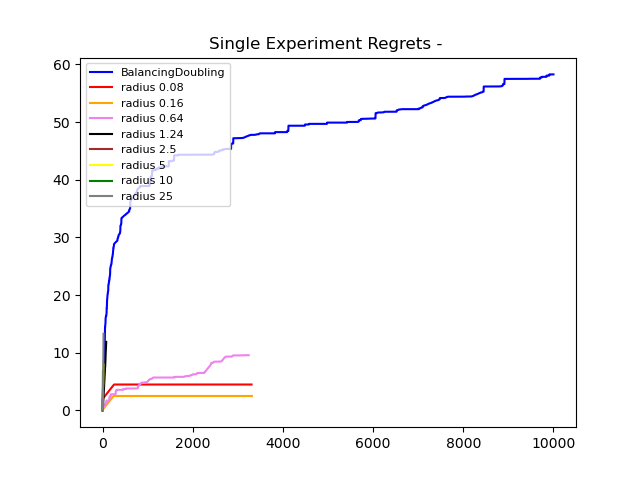 Single Experiment Regrets -
60
50
40
30
20
10
0
BalancingDoubling
radius 0.08
radius 0.16
radius 0.64
radius 1.24
radius 2.5
radius 5
radius 10
radius 25
0 2000 4000 6000 8000 10000